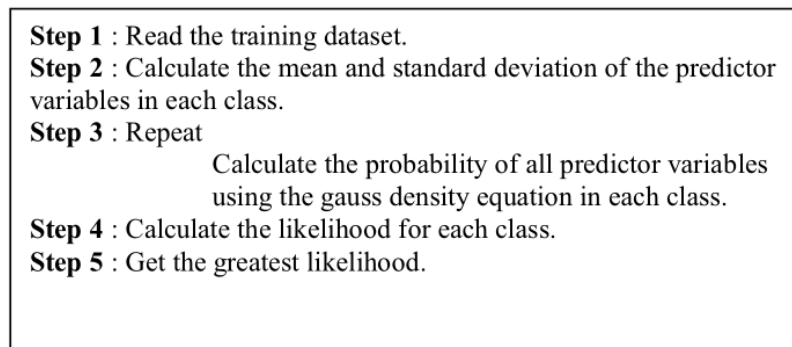 Step 1 : Read the training dataset.
Step 2 : Calculate the mean and standard deviation of the predictor
variables in each class.
Step 3 : Repeat
Calculate the probability of all predictor variables
using the gauss density equation in each class.
Step 4 : Calculate the likelihood for each class.
Step 5 : Get the greatest likelihood.